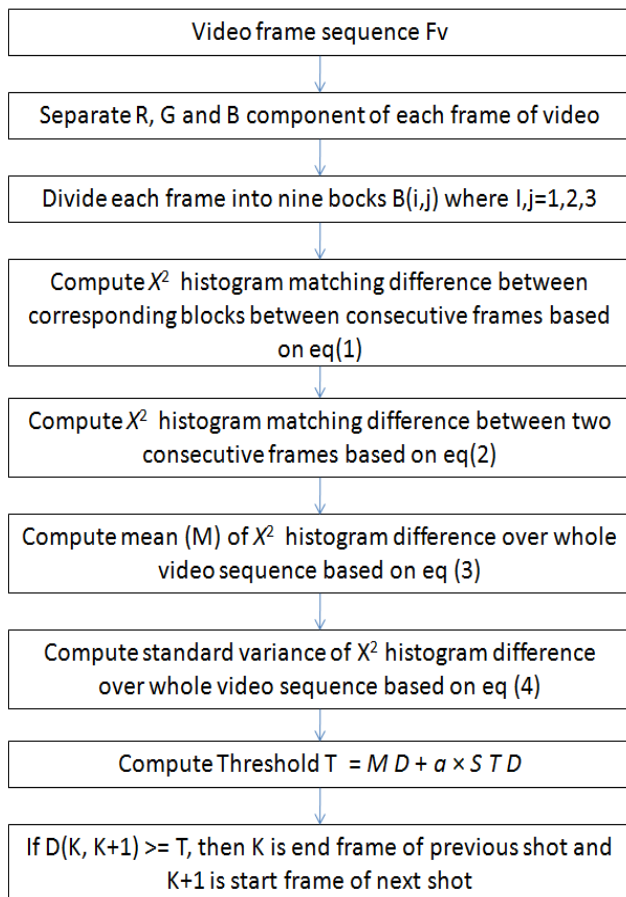 Video frame sequence Fv
Separate R, G and B component of each frame of video
Divide each frame into nine bocks B(i,j) where I,j=1,2,3
Compute X² histogram matching difference between
corresponding blocks between consecutive frames based
on eq(1)
Compute X² histogram matching difference between two
consecutive frames based on eq(2)
Compute mean (M) of X² histogram difference over whole
video sequence based on eq (3)
Compute standard variance of X² histogram difference
over whole video sequence based on eq (4)
Compute Threshold T = M D + a × S T D
If D(K, K+1) >= T, then K is end frame of previous shot and
K+1 is start frame of next shot